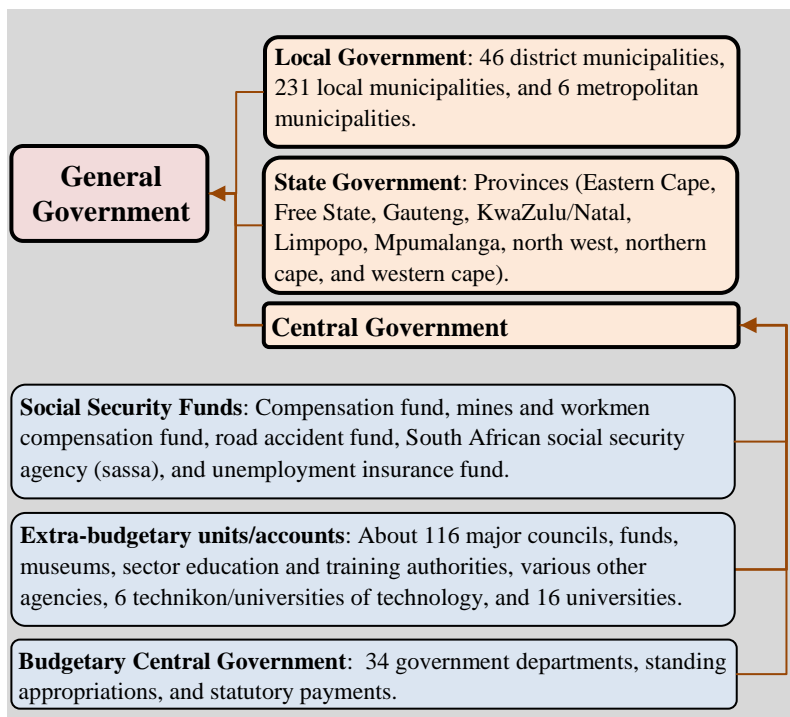 Local Government: 46 district municipalities,
231 local municipalities, and 6 metropolitan
municipalities.
General
Government
State Government: Provinces (Eastern Cape,
Free State, Gauteng, KwaZulu/Natal,
Limpopo, Mpumalanga, north west, northern
cape, and western cape).
Central Government
Social Security Funds: Compensation fund, mines and workmen
compensation fund, road accident fund, South African social security
agency (sassa), and unemployment insurance fund.
Extra-budgetary units/accounts: About 116 major councils, funds,
museums, sector education and training authorities, various other
agencies, 6 technikon/universities of technology, and 16 universities.
Budgetary Central Government: 34 government departments, standing
appropriations, and statutory payments.